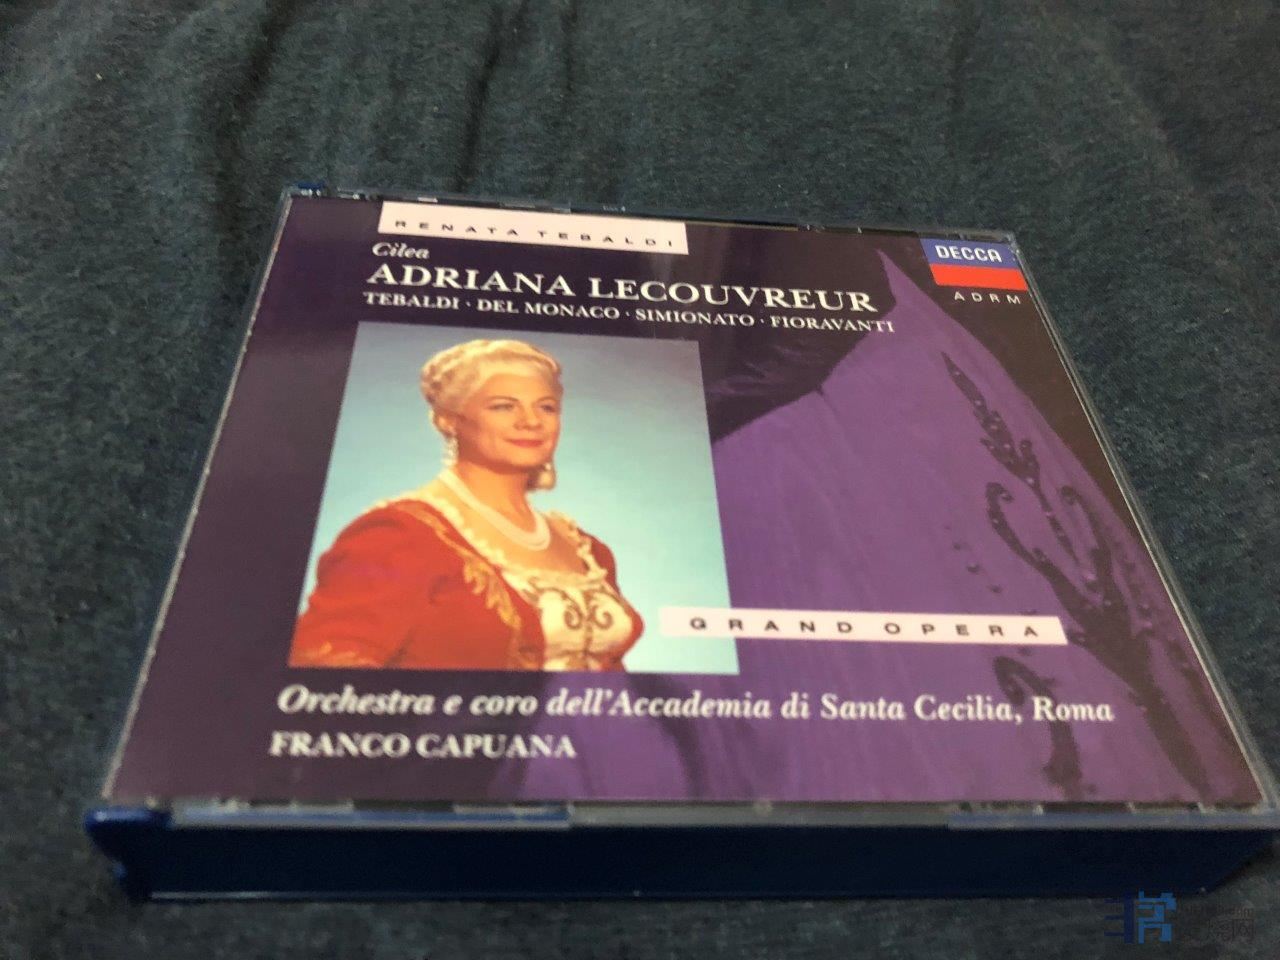 RENATA TEBALDI
Cilea
ADRIANA LECOUVREUR
TEBALDI · DEL MONACO · SIMIONATO · FIORAVANTI
DECCA
ADRM
GRAND OPERA
Orchestra e coro dell'Accademia di Santa Cecilia, Roma
FRANCO CAPUANA